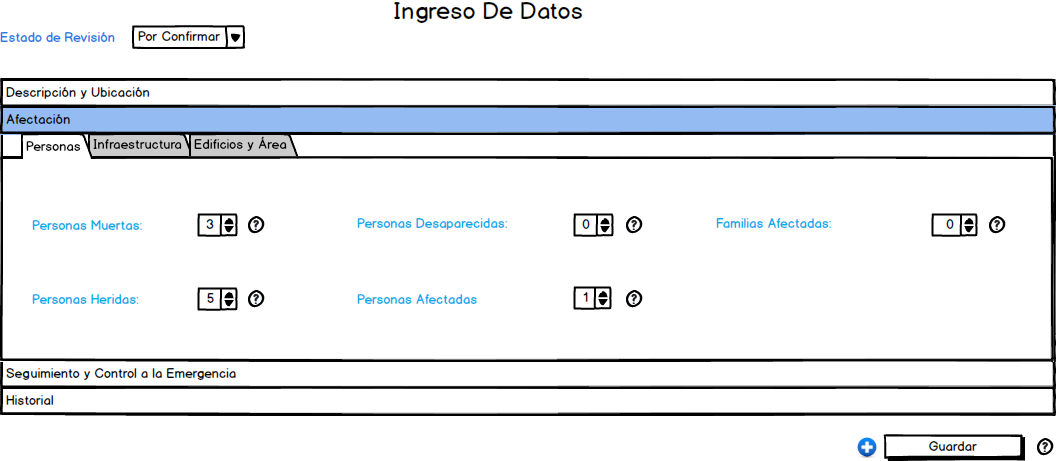 Ingreso De Datos
Estado de Revisión Por Confirmar
Descripción y Ubicación
Afectación
Personas Infraestructura Edificios y Área
Personas Muertas: 3 ? Personas Desaparecidas: 0 ? Familias Afectadas: 0 ?
Personas Heridas: 5 ? Personas Afectadas 1 ?
Seguimiento y Control a la Emergencia
Historial
Guardar ?